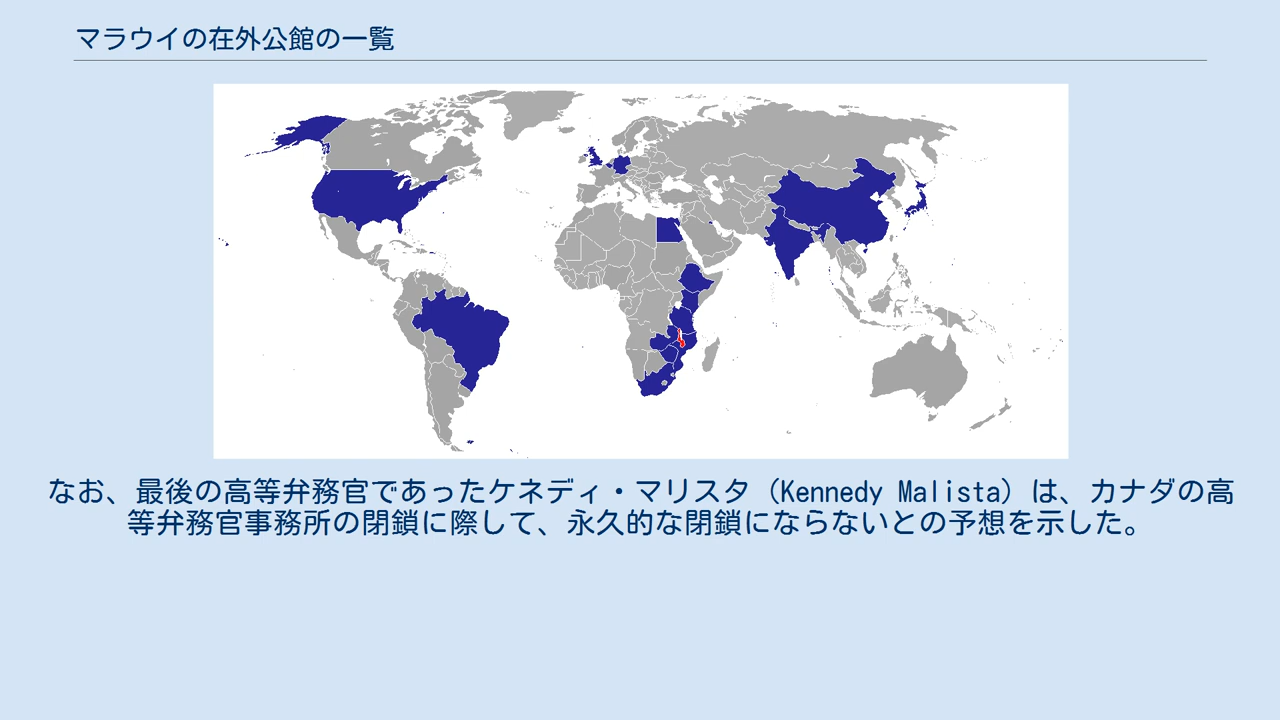 マラウイの在外公館の一覧
なお、最後の高等弁務官であったケネディ・マリスタ（Kennedy Malista）は、カナダの高
等弁務官事務所の閉鎖に際して、永久的な閉鎖にならないとの予想を示した。